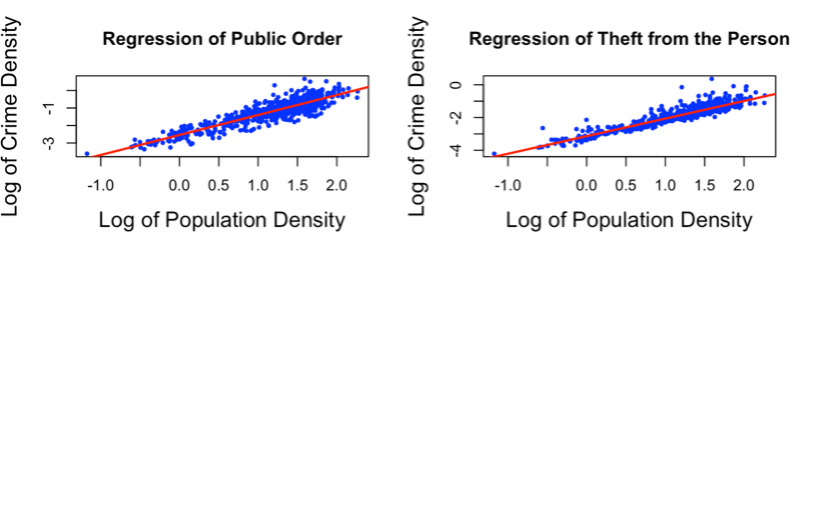 Regression of Public Order
Log of Crime Density
-1
-3
-1.0 0.0 0.5 1.0 1.5 2.0
Log of Population Density
Regression of Theft from the Person
Log of Crime Density
0
-2
-4
-1.0 0.0 0.5 1.0 1.5 2.0
Log of Population Density